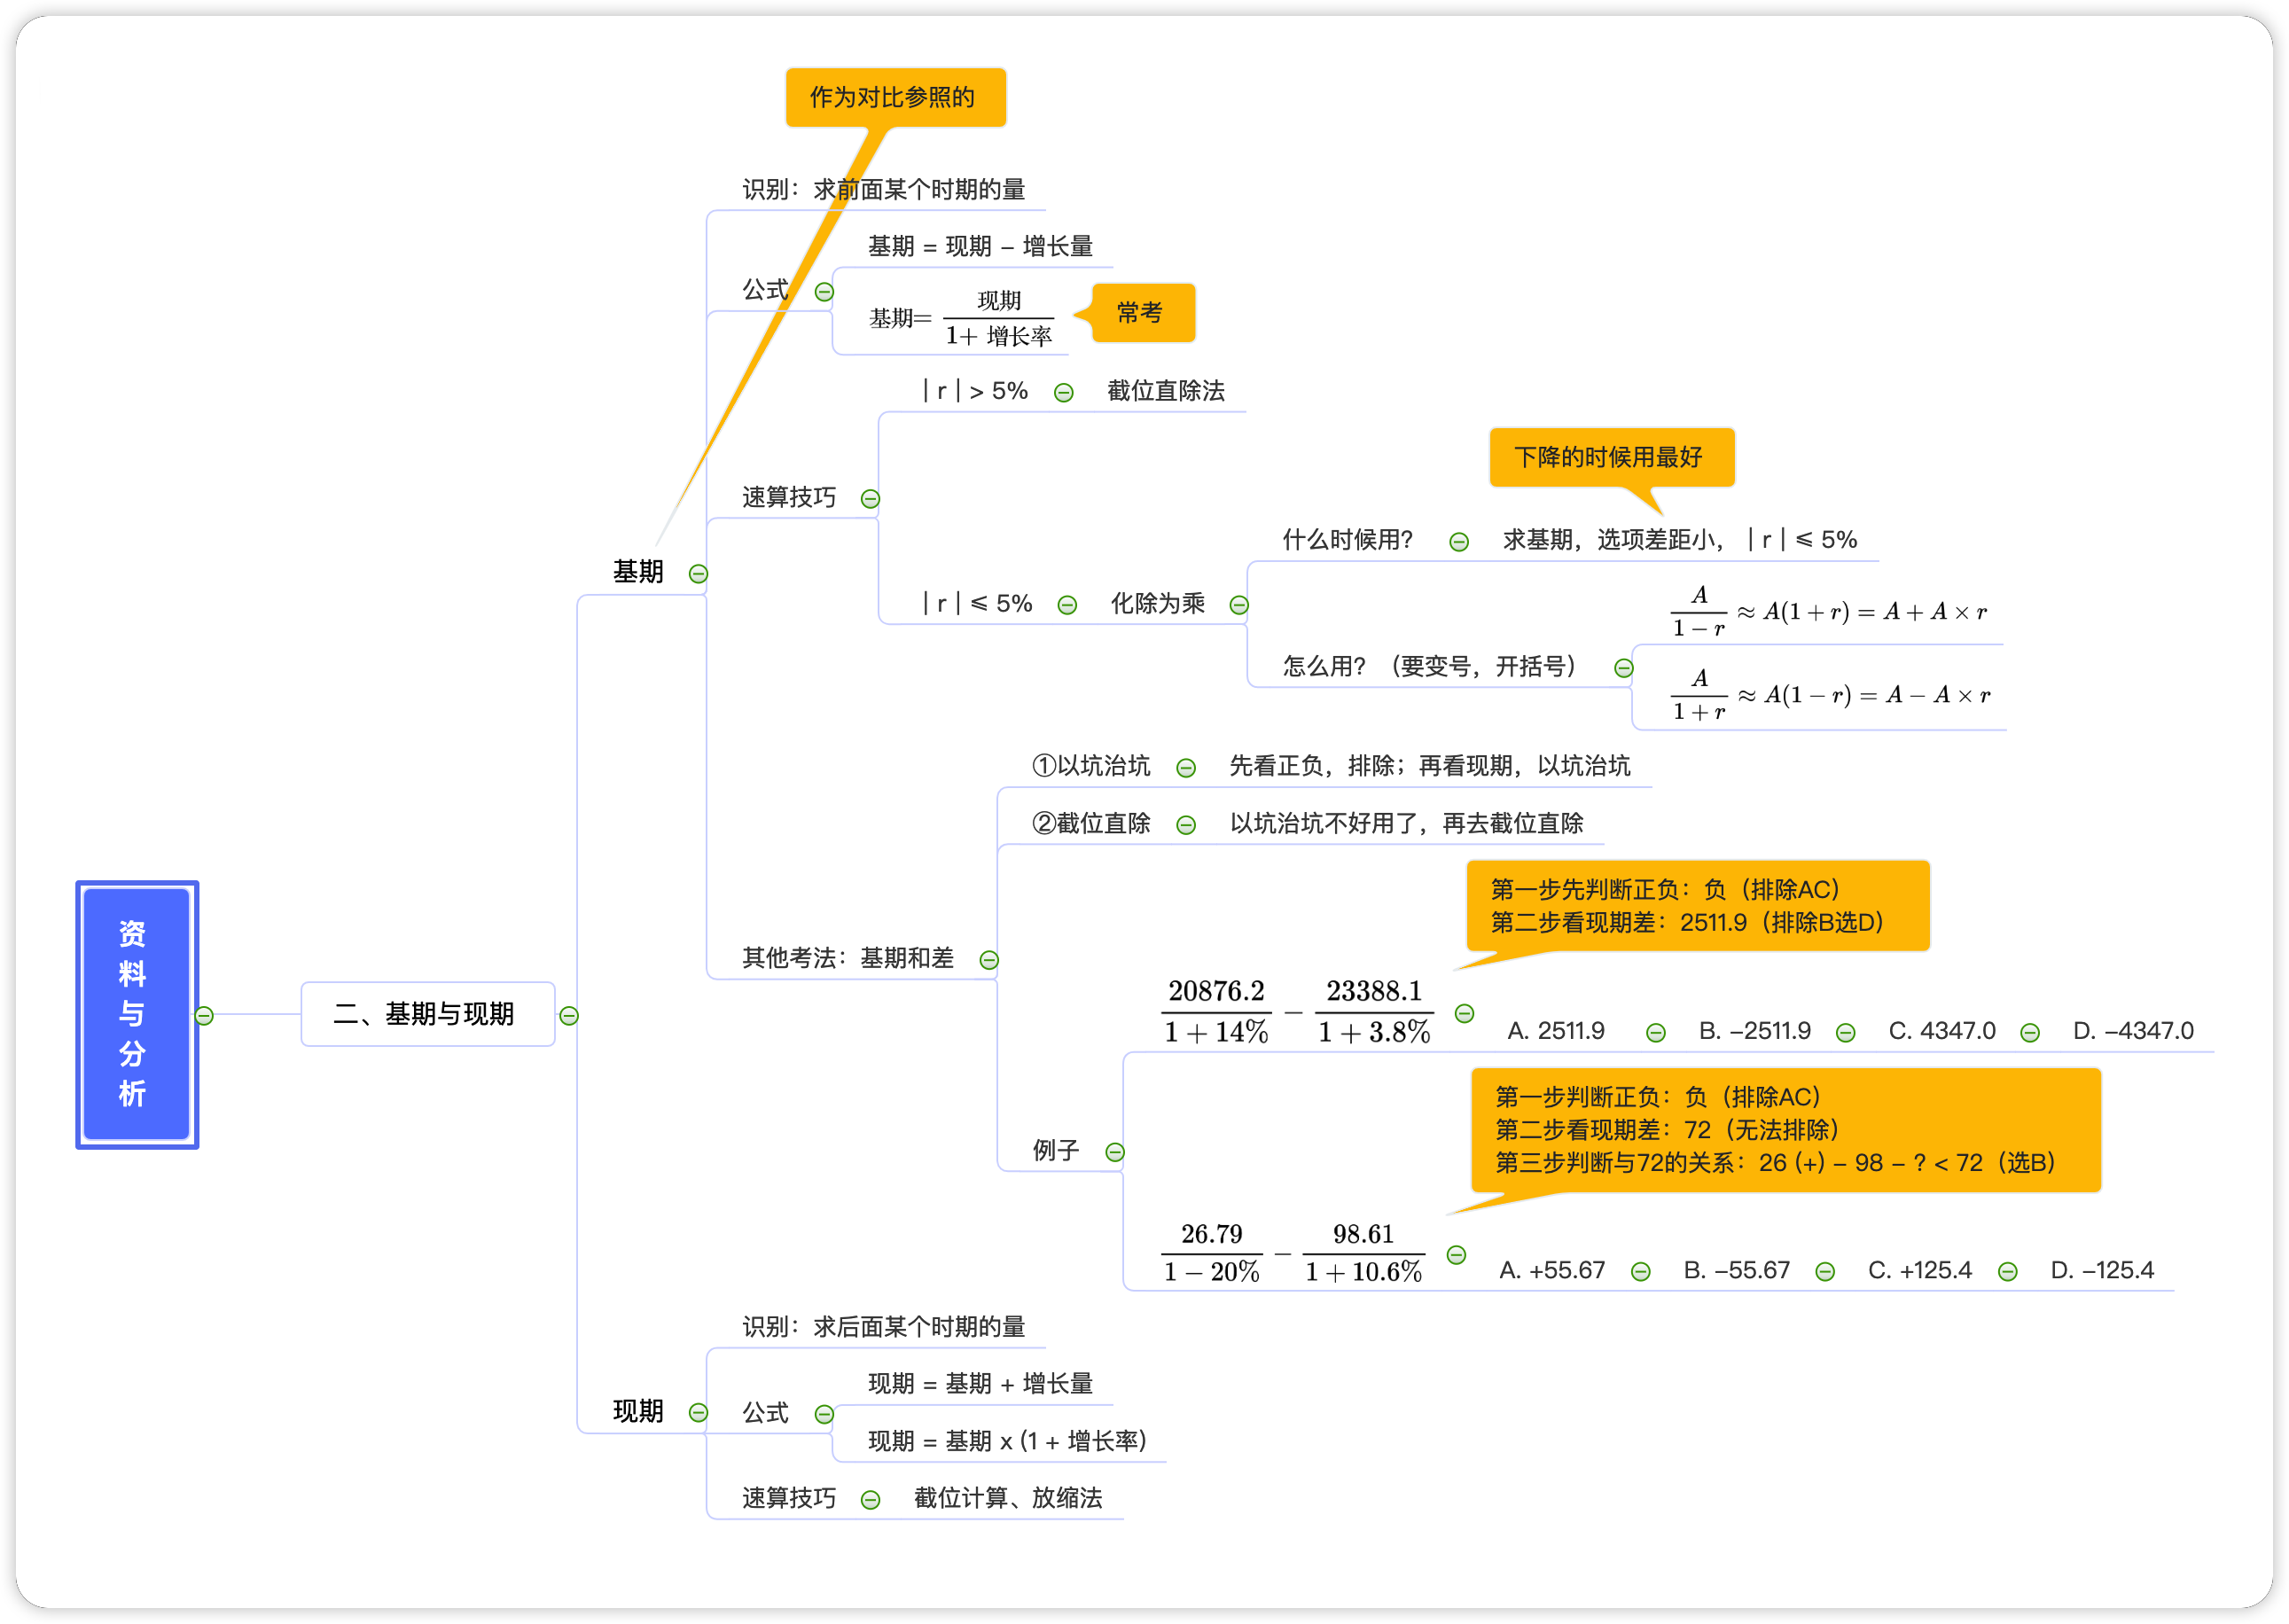 作为对比参照的
识别：求前面某个时期的量
基期 = 现期 - 增长量
公式
基期= 现期 / 1+ 增长率
常考
| r | > 5%
截位直除法
下降的时候用最好
速算技巧
什么时候用？
求基期，选项差距小，| r | ⩽ 5%
基期
| r | ⩽ 5%
化除为乘
A / 1 − r ≈ A(1 + r) = A + A × r
怎么用？（要变号，开括号）
A / 1 + r ≈ A(1 − r) = A − A × r
①以坑治坑
先看正负，排除；再看现期，以坑治坑
②截位直除
以坑治坑不好用了，再去截位直除
第一步先判断正负：负（排除AC）
第二步看现期差：2511.9（排除B选D）
其他考法：基期和差
20876.2 / 1 + 14% − 23388.1 / 1 + 3.8%
A. 2511.9
B. -2511.9
C. 4347.0
D. -4347.0
资料与分析
二、基期与现期
第一步判断正负：负（排除AC）
第二步看现期差：72（无法排除）
第三步判断与72的关系：26 (+) - 98 - ? < 72（选B）
例子
26.79 / 1 − 20% − 98.61 / 1 + 10.6%
A. +55.67
B. -55.67
C. +125.4
D. -125.4
识别：求后面某个时期的量
现期 = 基期 + 增长量
现期
公式
现期 = 基期 x (1 + 增长率)
速算技巧
截位计算、放缩法